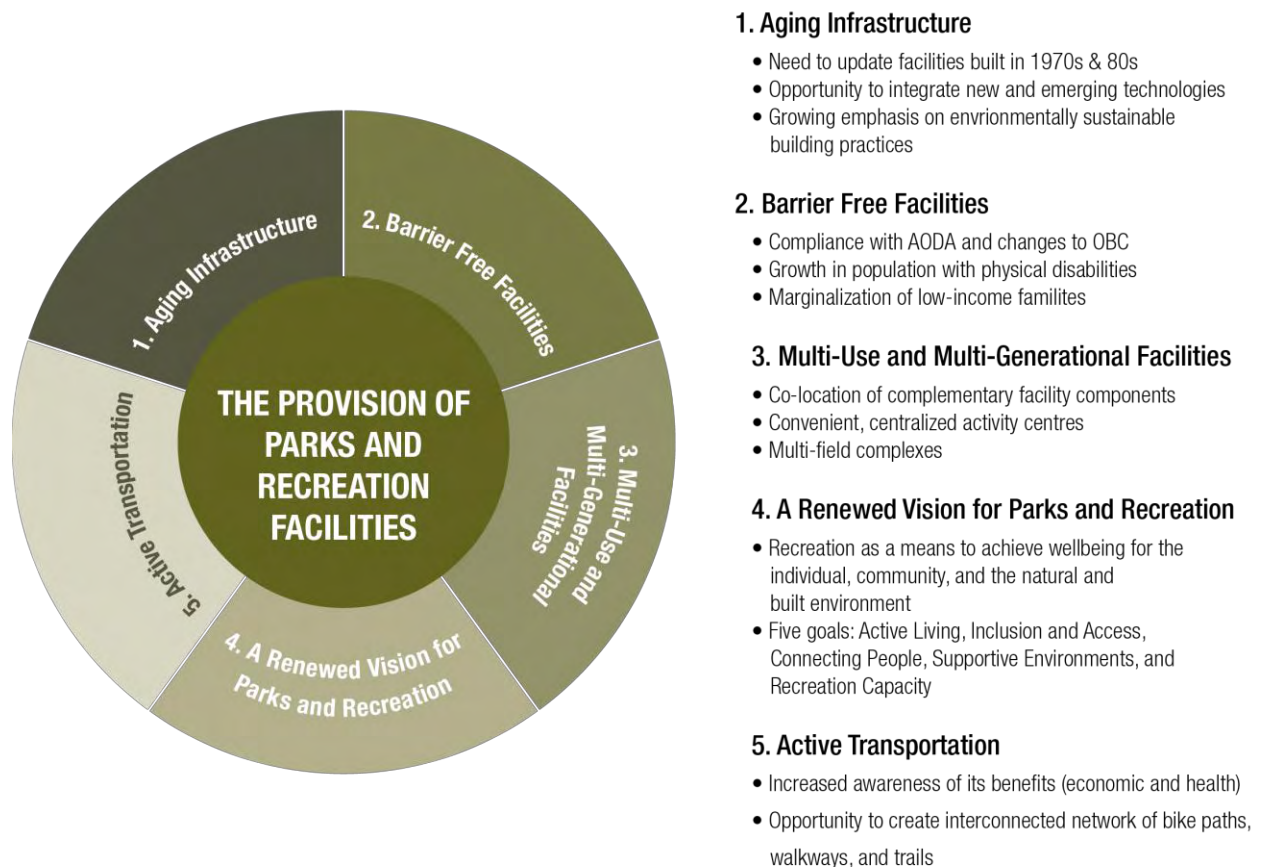 1. Aging Infrastructure
2. Barrier Free Facilities
3. Multi-Use and
Multi-Generational
Facilities
4. A Renewed Vision for
Parks and Recreation
5. Active Transportation
THE PROVISION OF
PARKS AND
RECREATION
FACILITIES
1. Aging Infrastructure
• Need to update facilities built in 1970s & 80s
• Opportunity to integrate new and emerging technologies
• Growing emphasis on envrionmentally sustainable
building practices
2. Barrier Free Facilities
• Compliance with AODA and changes to OBC
• Growth in population with physical disabilities
• Marginalization of low-income familites
3. Multi-Use and Multi-Generational Facilities
• Co-location of complementary facility components
• Convenient, centralized activity centres
• Multi-field complexes
4. A Renewed Vision for Parks and Recreation
• Recreation as a means to achieve wellbeing for the
individual, community, and the natural and
built environment
• Five goals: Active Living, Inclusion and Access,
Connecting People, Supportive Environments, and
Recreation Capacity
5. Active Transportation
• Increased awareness of its benefits (economic and health)
• Opportunity to create interconnected network of bike paths,
walkways, and trails